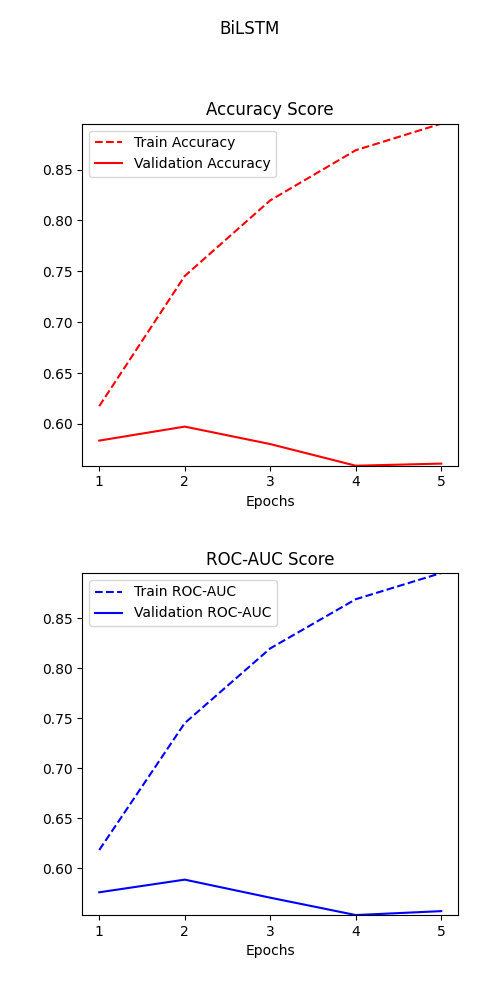 BiLSTM
Accuracy Score
Train Accuracy
Validation Accuracy
0.85
0.80
0.75
0.70
0.65
0.60
1 2 3 4 5
Epochs
ROC-AUC Score
Train ROC-AUC
Validation ROC-AUC
0.85
0.80
0.75
0.70
0.65
0.60
1 2 3 4 5
Epochs